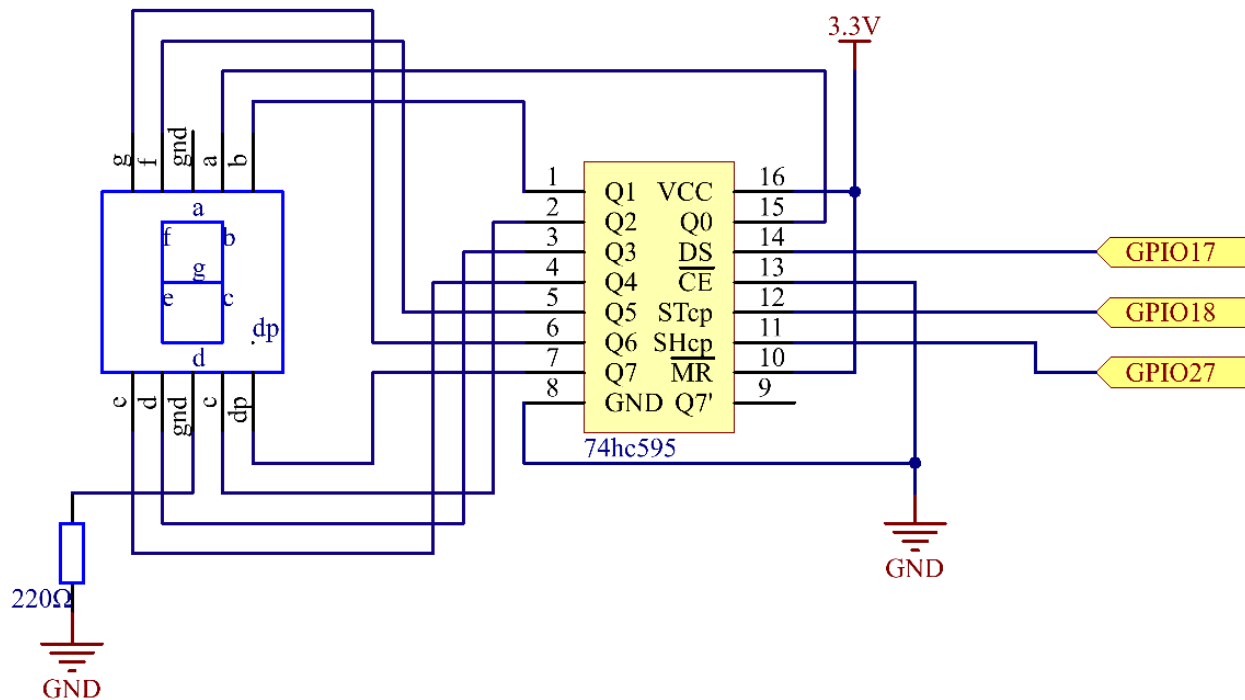 3.3V
g f gnd a b
a
f b
g
e c
dp
d
c d gnd c dp
1 Q1 VCC 16
2 Q2 Q0 15
3 Q3 DS 14
4 Q4 CE 13
5 Q5 STcp 12
6 Q6 SHcp 11
7 Q7 MR 10
8 GND Q7' 9
74hc595
GPIO17
GPIO18
GPIO27
GND
220Ω
GND